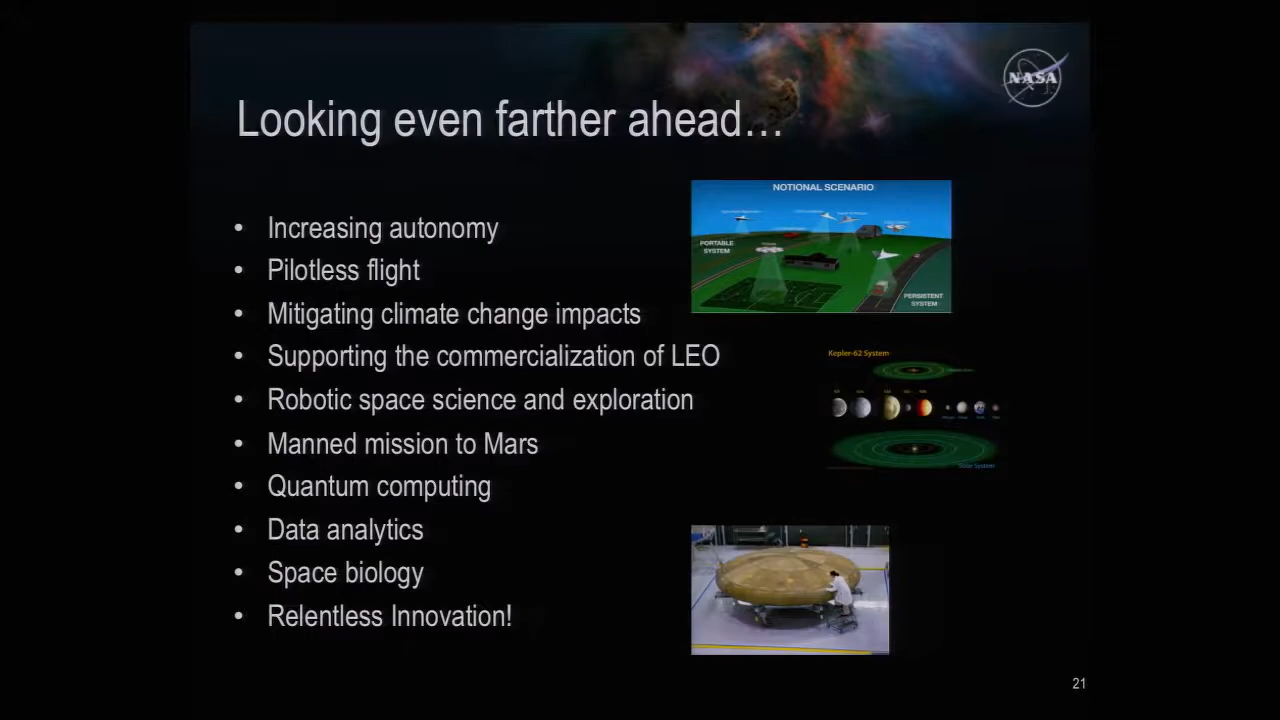 NASA
Looking even farther ahead…
• Increasing autonomy
• Pilotless flight
• Mitigating climate change impacts
• Supporting the commercialization of LEO
• Robotic space science and exploration
• Manned mission to Mars
• Quantum computing
• Data analytics
• Space biology
• Relentless Innovation!
NOTIONAL SCENARIO
PORTABLE
SYSTEM
PERSISTENT
SYSTEM
Kepler-62 System
Solar System
21